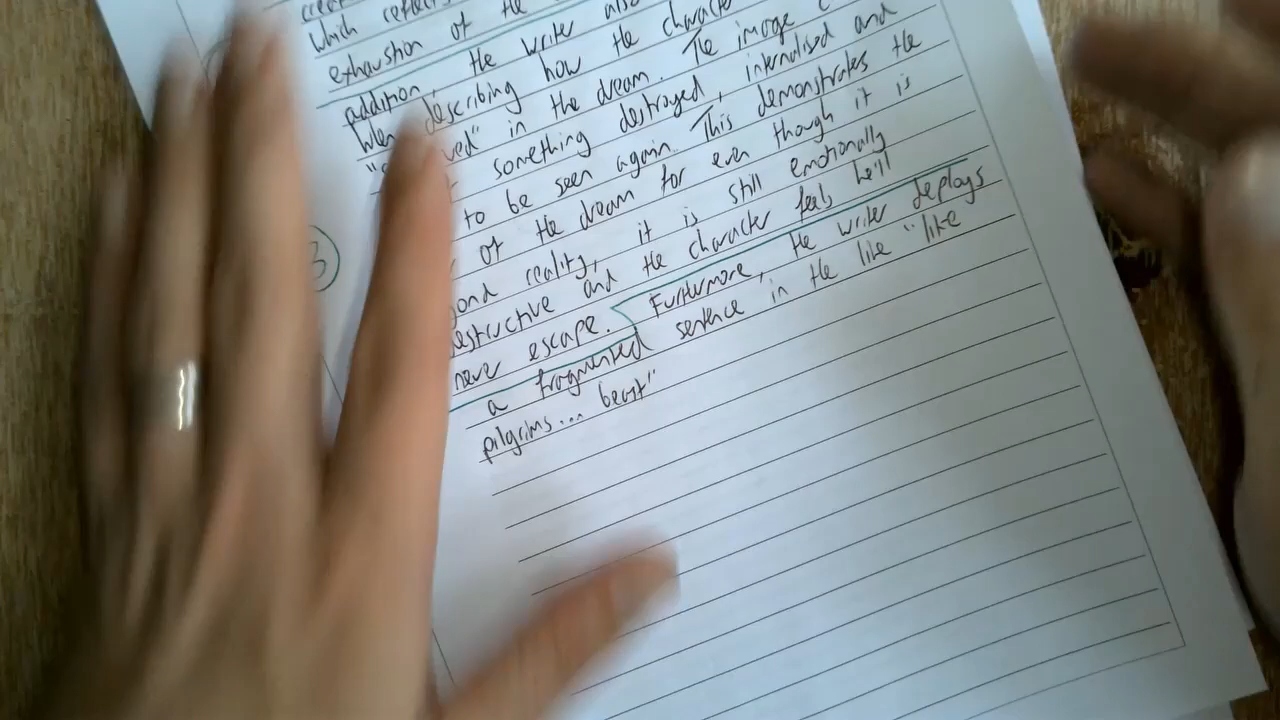 which reflects
exhaustion of the
addition, the writer also
when describing how the character
in the dream. The image
something destroyed, internalised and
to be seen again. This demonstrates the
of the dream for even though it is
reality, it is still emotionally
destructive and the character feels he'll
never escape. Furthermore, the writer deploys
a fragmented sentence in the like "like
pilgrims... beast"
3